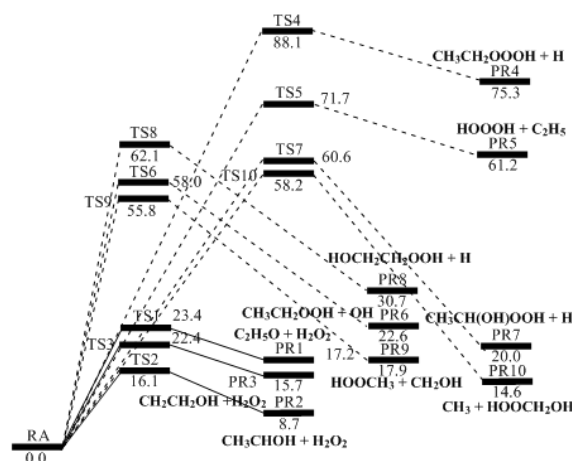 TS4
88.1
CH3CH2OOOH + H
PR4
75.3
TS5 71.7
HOOOH + C2H5
PR5
61.2
TS8
62.1
TS7 60.6
TS6 58.0
TS10 58.2
TS9
55.8
HOCH2CH2OOH + H
PR8
30.7
TS1 23.4
CH3CH2OOH + OH
PR6
22.6
CH3CH(OH)OOH + H
PR7
20.0
TS3 22.4
C2H5O + H2O2
PR1 17.2
PR9
17.9
TS2
16.1
PR3 15.7
HOOCH3 + CH2OH
PR10
14.6
CH2CH2OH + H2O2
PR2
8.7
CH3 + HOOCH2OH
CH3CHOH + H2O2
RA
0.0